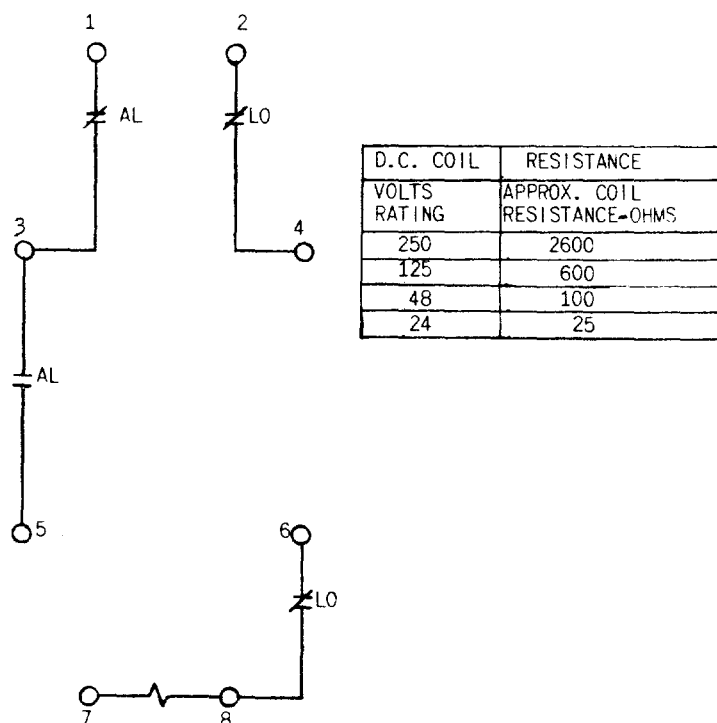 1 2
AL LO
3 4
AL
5 6
LO
7 8
D.C. COIL RESISTANCE
VOLTS RATING APPROX. COIL RESISTANCE-OHMS
250 2600
125 600
48 100
24 25